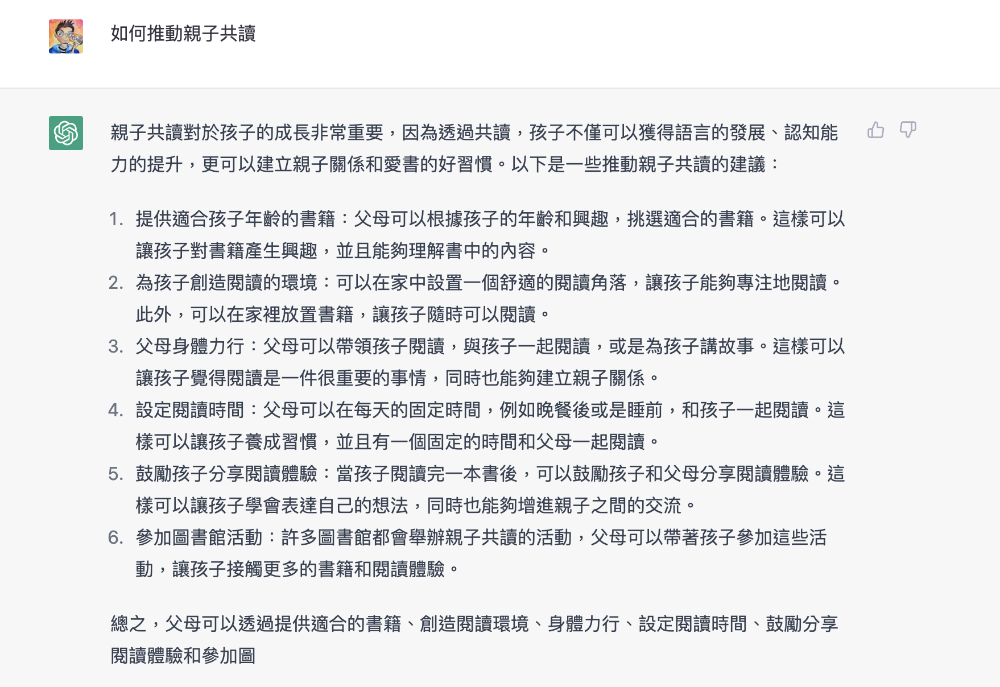 如何推動親子共讀
親子共讀對於孩子的成長非常重要，因為透過共讀，孩子不僅可以獲得語言的發展、認知能
力的提升，更可以建立親子關係和愛書的好習慣。以下是一些推動親子共讀的建議：
1. 提供適合孩子年齡的書籍：父母可以根據孩子的年齡和興趣，挑選適合的書籍。這樣可以
讓孩子對書籍產生興趣，並且能夠理解書中的內容。
2. 為孩子創造閱讀的環境：可以在家中設置一個舒適的閱讀角落，讓孩子能夠專注地閱讀。
此外，可以在家裡放置書籍，讓孩子隨時可以閱讀。
3. 父母身體力行：父母可以帶領孩子閱讀，與孩子一起閱讀，或是為孩子講故事。這樣可以
讓孩子覺得閱讀是一件很重要的事情，同時也能夠建立親子關係。
4. 設定閱讀時間：父母可以在每天的固定時間，例如晚餐後或是睡前，和孩子一起閱讀。這
樣可以讓孩子養成習慣，並且有一個固定的時間和父母一起閱讀。
5. 鼓勵孩子分享閱讀體驗：當孩子閱讀完一本書後，可以鼓勵孩子和父母分享閱讀體驗。這
樣可以讓孩子學會表達自己的想法，同時也能夠增進親子之間的交流。
6. 參加圖書館活動：許多圖書館都會舉辦親子共讀的活動，父母可以帶著孩子參加這些活
動，讓孩子接觸更多的書籍和閱讀體驗。
總之，父母可以透過提供適合的書籍、創造閱讀環境、身體力行、設定閱讀時間、鼓勵分享
閱讀體驗和參加圖